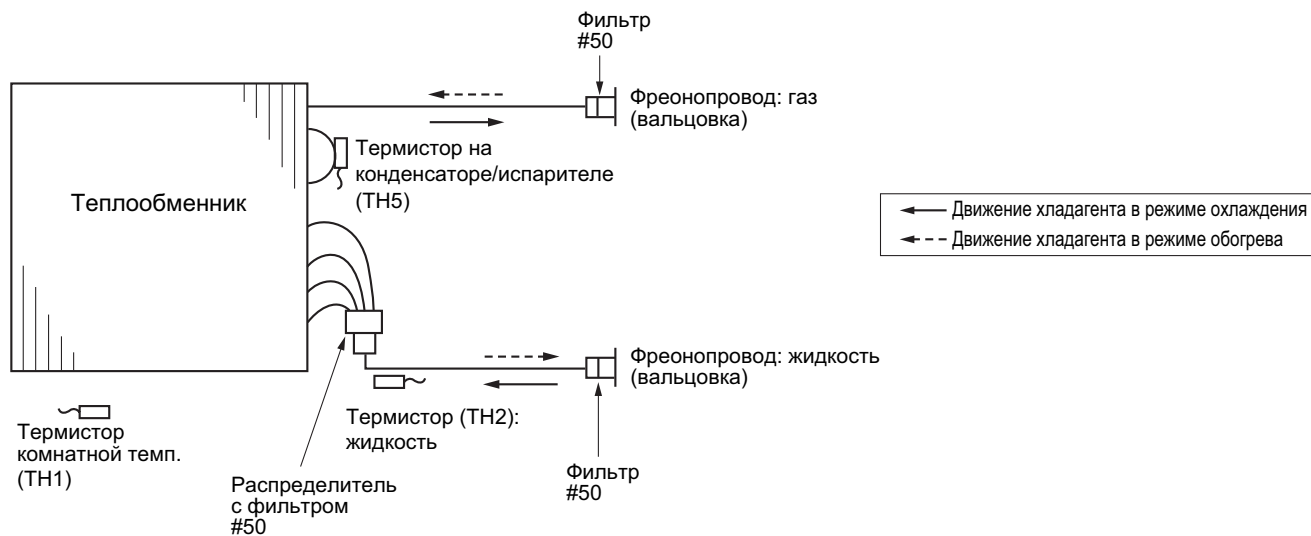 Фильтр
#50
Фреонопровод: газ
(вальцовка)
Термистор на
конденсаторе/испарителе
(TH5)
Теплообменник
Движение хладагента в режиме охлаждения
Движение хладагента в режиме обогрева
Фреонопровод: жидкость
(вальцовка)
Термистор (TH2):
жидкость
Термистор
комнатной темп.
(TH1)
Распределитель
с фильтром
#50
Фильтр
#50